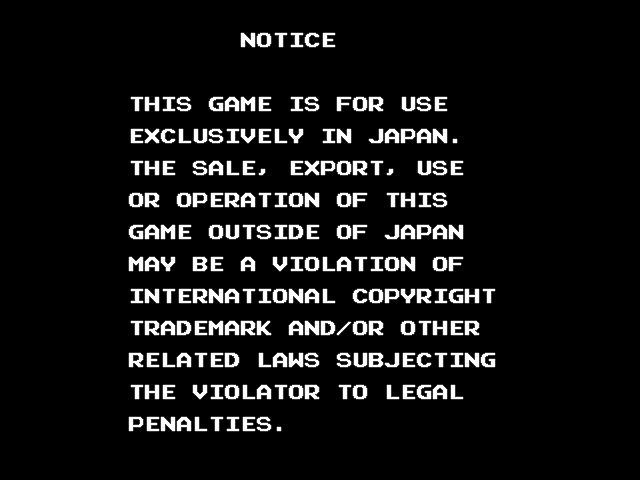 NOTICE
THIS GAME IS FOR USE
EXCLUSIVELY IN JAPAN.
THE SALE, EXPORT, USE
OR OPERATION OF THIS
GAME OUTSIDE OF JAPAN
MAY BE A VIOLATION OF
INTERNATIONAL COPYRIGHT
TRADEMARK AND/OR OTHER
RELATED LAWS SUBJECTING
THE VIOLATOR TO LEGAL
PENALTIES.